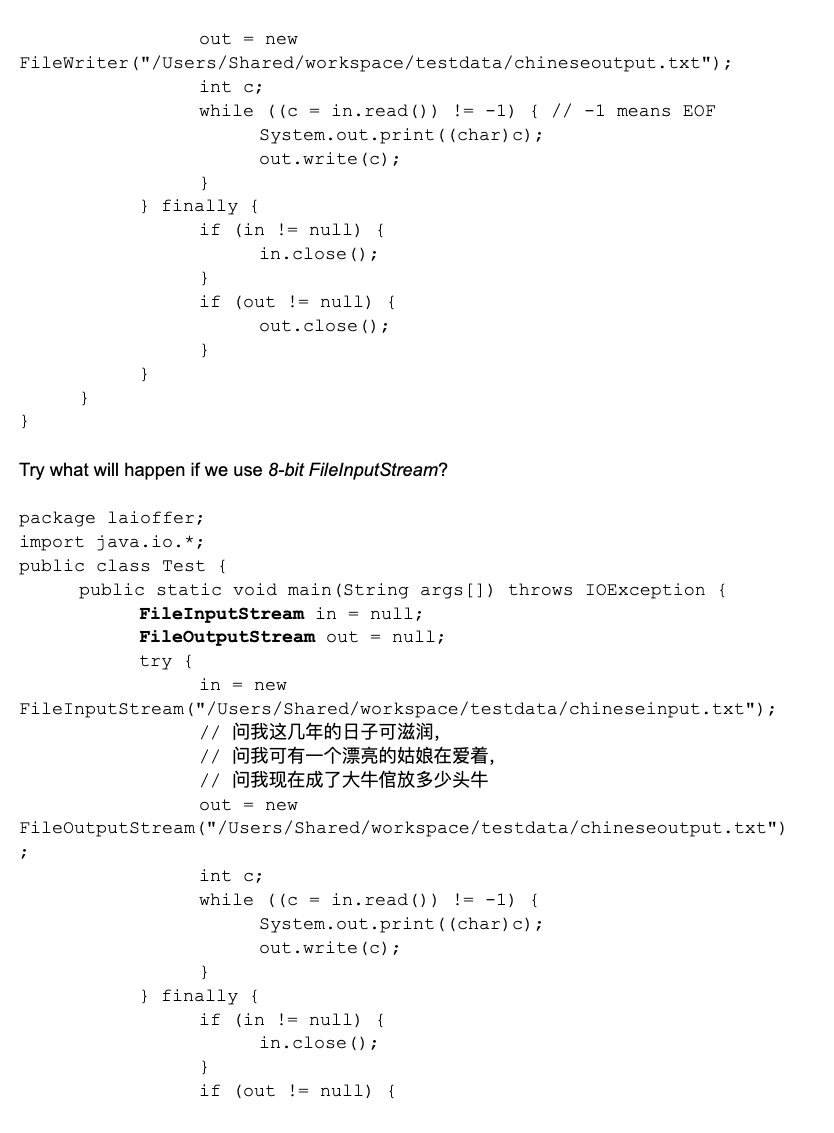 out = new
FileWriter("/Users/Shared/workspace/testdata/chineseoutput.txt");
int c;
while ((c = in.read()) != -1) { // -1 means EOF
System.out.print((char)c);
out.write(c);
}
} finally {
if (in != null) {
in.close();
}
if (out != null) {
out.close();
}
}
}
}
Try what will happen if we use 8-bit FileInputStream?
package laioffer;
import java.io.*;
public class Test {
public static void main(String args[]) throws IOException {
FileInputStream in = null;
FileOutputStream out = null;
try {
in = new
FileInputStream("/Users/Shared/workspace/testdata/chineseinput.txt");
// 问我这几年的日子可滋润,
// 问我可有一个漂亮的姑娘在爱着,
// 问我现在成了大牛倌放多少头牛
out = new
FileOutputStream("/Users/Shared/workspace/testdata/chineseoutput.txt")
;
int c;
while ((c = in.read()) != -1) {
System.out.print((char)c);
out.write(c);
}
} finally {
if (in != null) {
in.close();
}
if (out != null) {